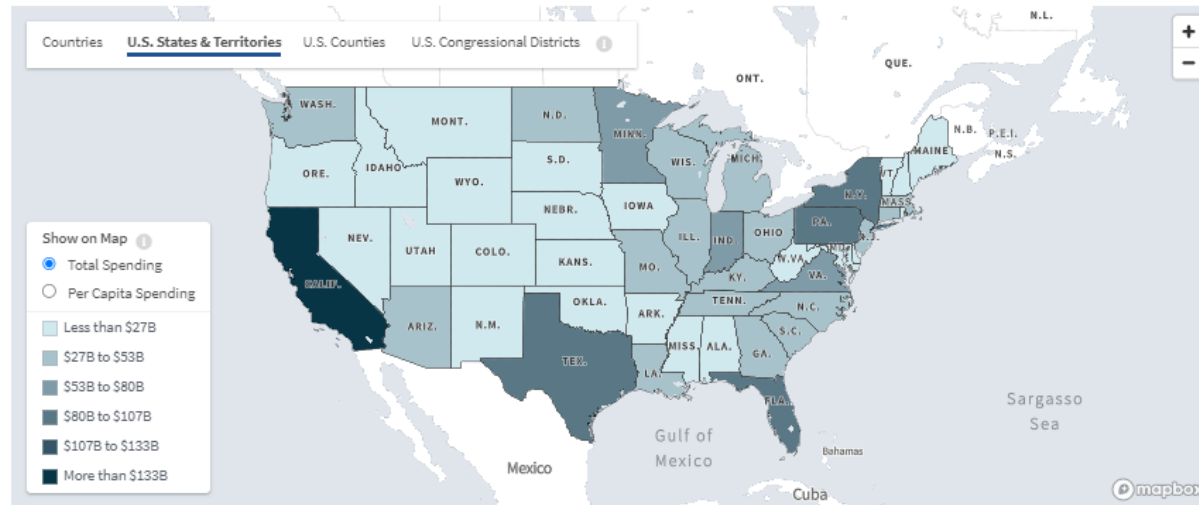 Countries U.S. States & Territories U.S. Counties U.S. Congressional Districts i
+
−
N.L.
QUE.
ONT.
N.B. P.E.I.
N.S.
WASH. MONT. N.D. MINN.
ORE. IDAHO WYO. S.D. WIS. MICH. N.Y. VT. MAINE
MASS.
NEBR. IOWA
ILL. IND. OHIO PA. N.J.
NEV. UTAH COLO. KANS. MO. KY. W.VA. MD. VA.
CALIF.
ARIZ. N.M. OKLA. ARK. TENN. N.C.
S.C.
MISS. ALA. GA.
TEX. LA. FLA.
Show on Map i
Total Spending
Per Capita Spending
Less than $27B
$27B to $53B
$53B to $80B
$80B to $107B
$107B to $133B
More than $133B
Sargasso
Sea
Gulf of
Mexico
Bahamas
Mexico
Cuba
mapbox